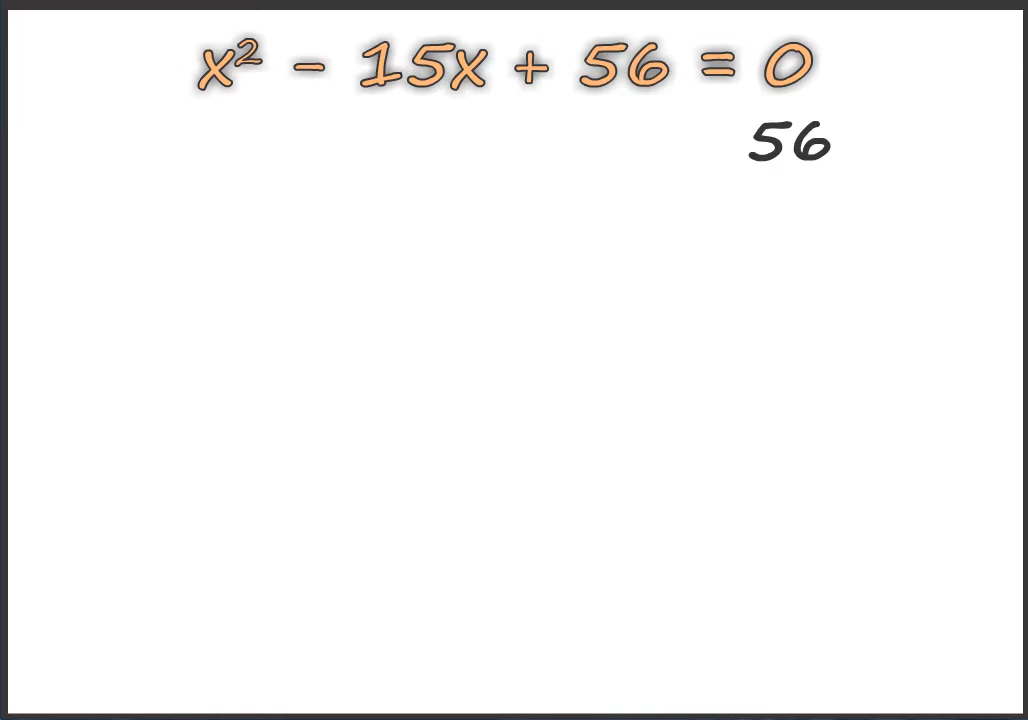 x² - 15x + 56 = 0
56